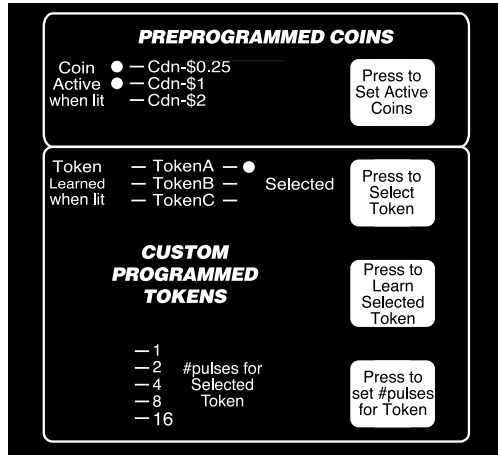 PREPROGRAMMED COINS
Coin — Cdn-$0.25
Active — Cdn-$1
when lit — Cdn-$2
Press to
Set Active
Coins
Token — TokenA —
Learned — TokenB — Selected
when lit — TokenC —
Press to
Select
Token
CUSTOM
PROGRAMMED
TOKENS
Press to
Learn
Selected
Token
— 1
— 2 #pulses for
— 4 Selected
— 8 Token
— 16
Press to
set #pulses
for Token